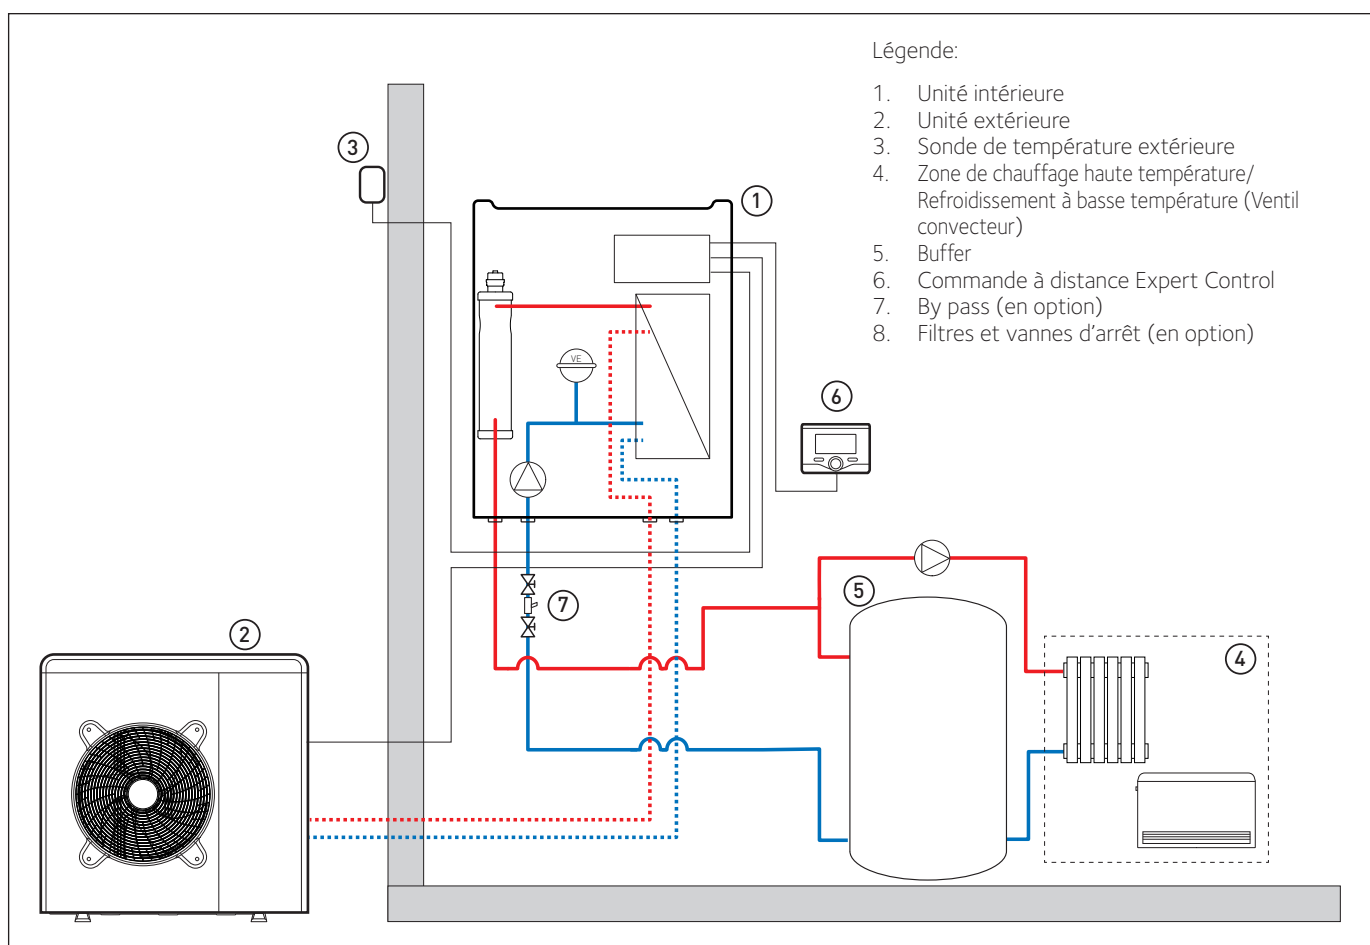 Légende:
1. Unité intérieure
2. Unité extérieure
3. Sonde de température extérieure
4. Zone de chauffage haute température/
Refroidissement à basse température (Ventil
convecteur)
5. Buffer
6. Commande à distance Expert Control
7. By pass (en option)
8. Filtres et vannes d'arrêt (en option)
3
1
VE
6
7
5
2
4